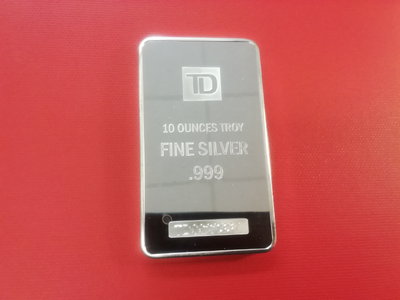 TD
10 OUNCES TROY
FINE SILVER
.999